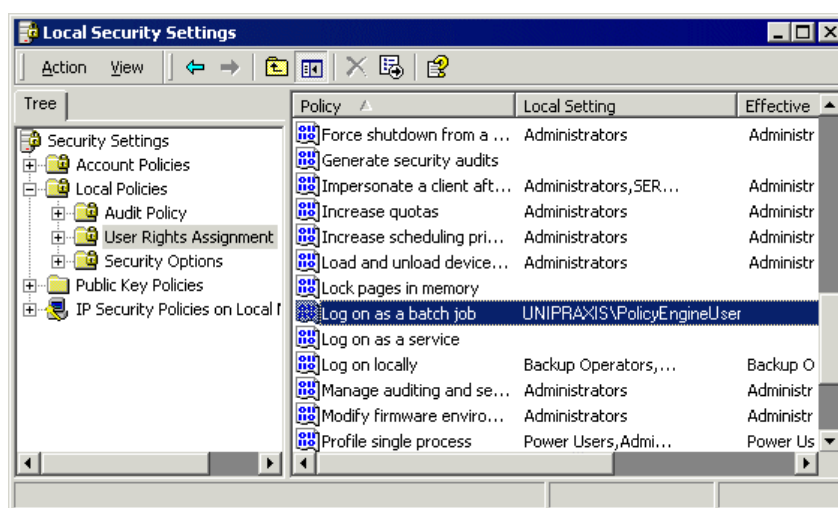 Local Security Settings
Action View
Tree
Policy Local Setting Effective
Security Settings
Account Policies
Local Policies
Audit Policy
User Rights Assignment
Security Options
Public Key Policies
IP Security Policies on Local
Force shutdown from a ... Administrators Administr
Generate security audits
Impersonate a client aft... Administrators,SER... Administr
Increase quotas Administrators Administr
Increase scheduling pri... Administrators Administr
Load and unload device... Administrators Administr
Lock pages in memory
Log on as a batch job UNIPRAXIS\PolicyEngineUser
Log on as a service
Log on locally Backup Operators,... Backup O
Manage auditing and se... Administrators Administr
Modify firmware enviro... Administrators Administr
Profile single process Power Users,Admi... Power Us